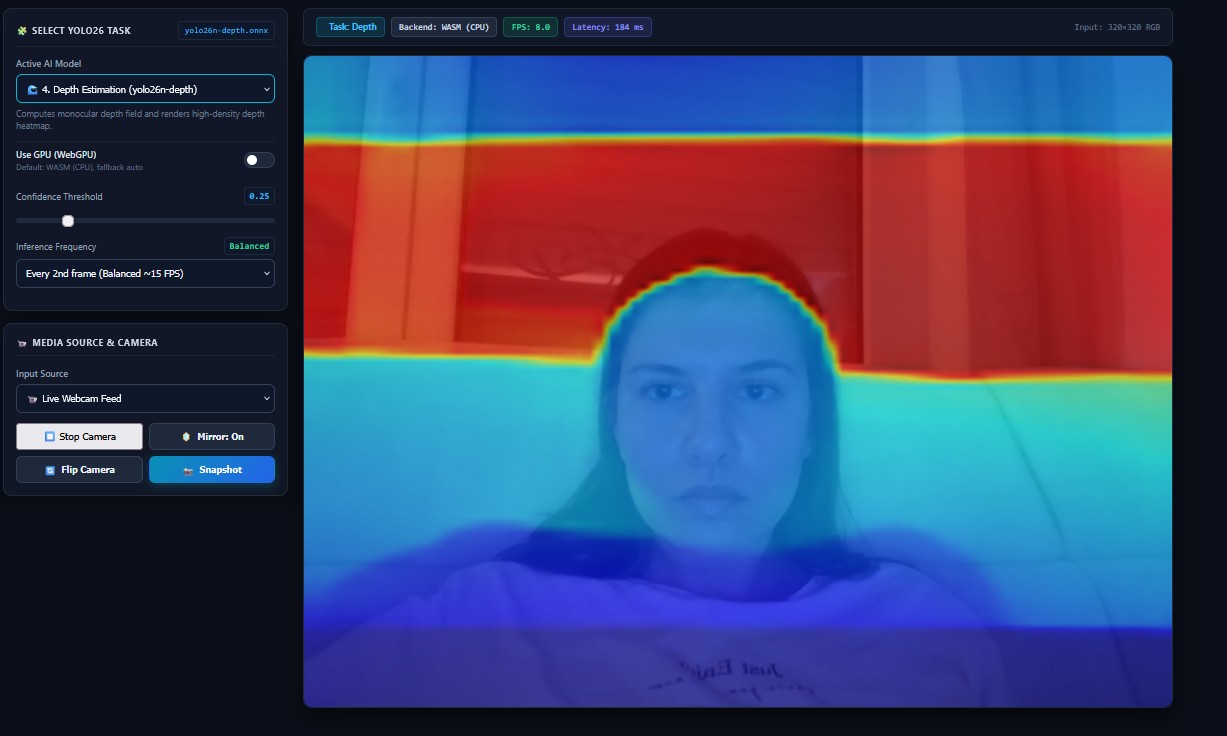 SELECT YOLO26 TASK
yolo26n-depth.onnx
Active AI Model
4. Depth Estimation (yolo26n-depth)
Computes monocular depth field and renders high-density depth
heatmap.
Use GPU (WebGPU)
Default: WASM (CPU), fallback auto
Confidence Threshold
0.25
Inference Frequency
Balanced
Every 2nd frame (Balanced ~15 FPS)
MEDIA SOURCE & CAMERA
Input Source
Live Webcam Feed
Stop Camera
Mirror: On
Flip Camera
Snapshot
Task: Depth
Backend: WASM (CPU)
FPS: 8.0
Latency: 184 ms
Input: 320×320 RGB
Just